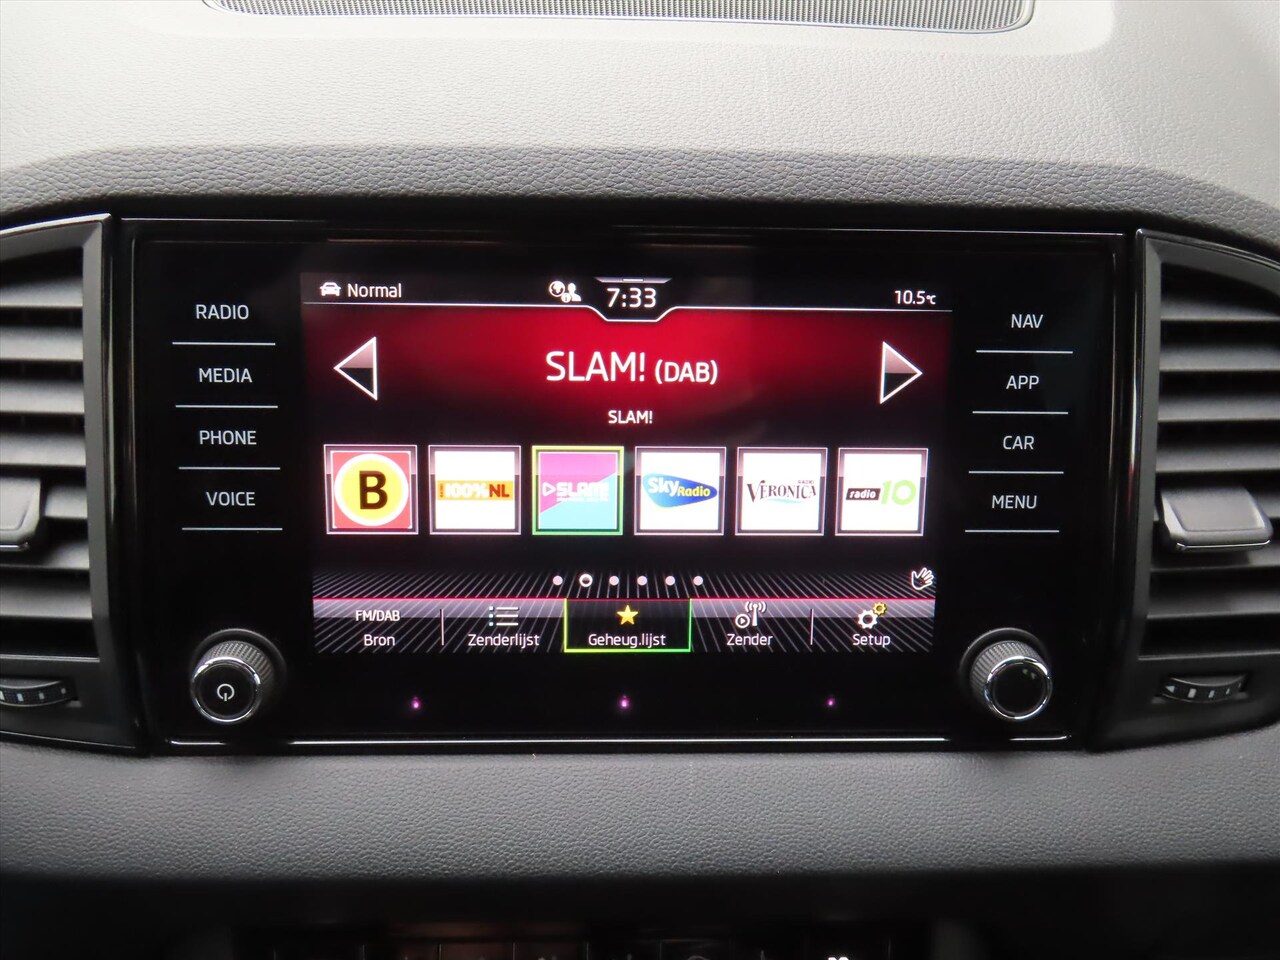 Normal
7:33
10.5°C
RADIO
MEDIA
PHONE
VOICE
NAV
APP
CAR
MENU
SLAM! (DAB)
SLAM!
B
100%NL
SLAM!
Sky Radio
RADIO
VERONICA
radio 10
FM/DAB
Bron
Zenderlijst
Geheug.lijst
Zender
Setup